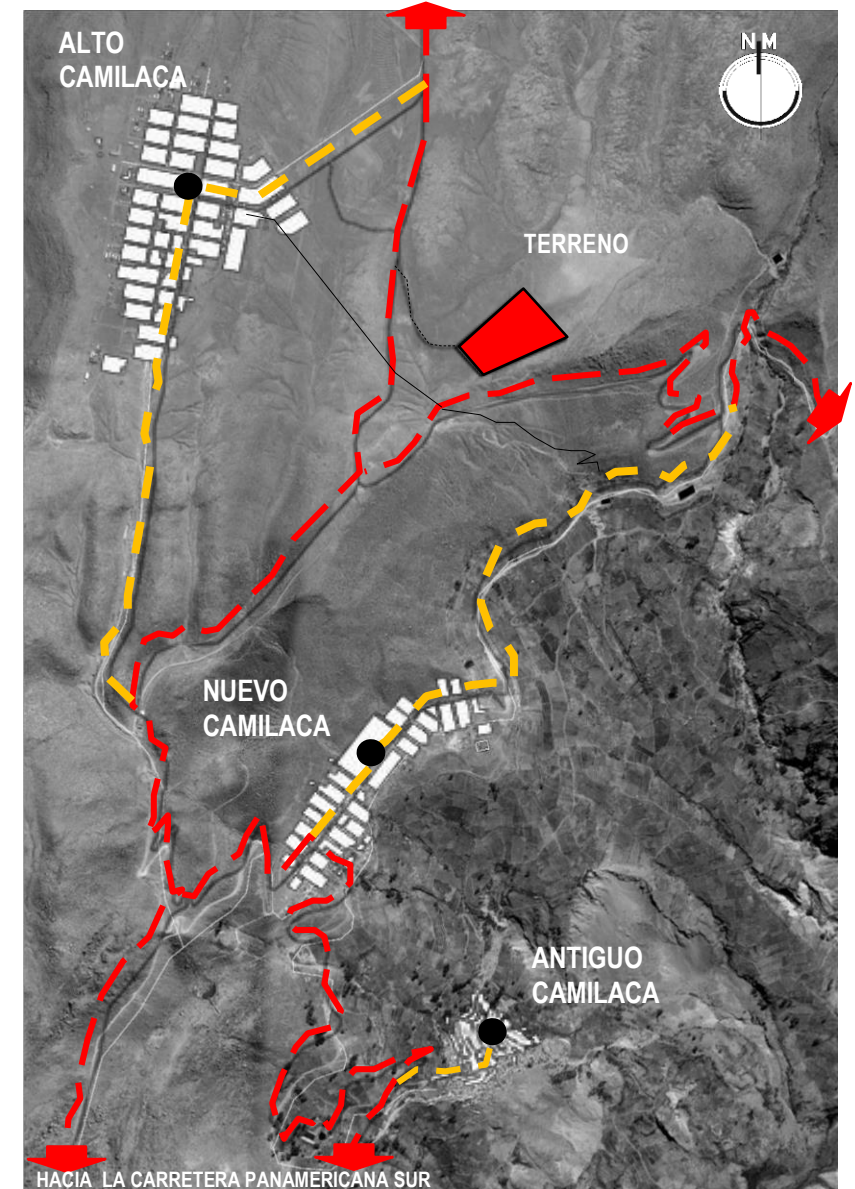 ALTO
CAMILACA
N M
TERRENO
NUEVO
CAMILACA
ANTIGUO
CAMILACA
HACIA LA CARRETERA PANAMERICANA SUR